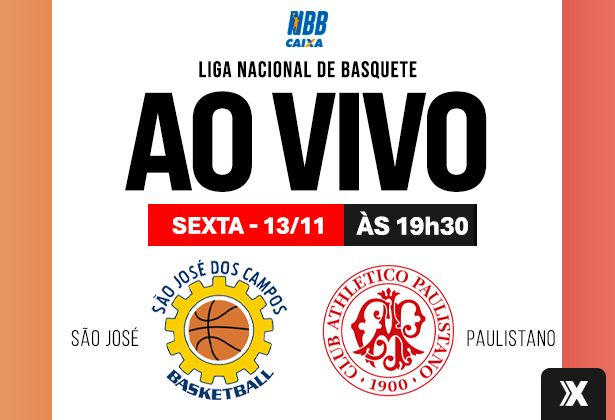 NBB
CAIXA
LIGA NACIONAL DE BASQUETE
AO VIVO
SEXTA - 13/11 ÀS 19h30
SÃO JOSÉ
SÃO JOSÉ DOS CAMPOS
BASKETBALL
CLUB ATHLETICO PAULISTANO
1900
PAULISTANO
X